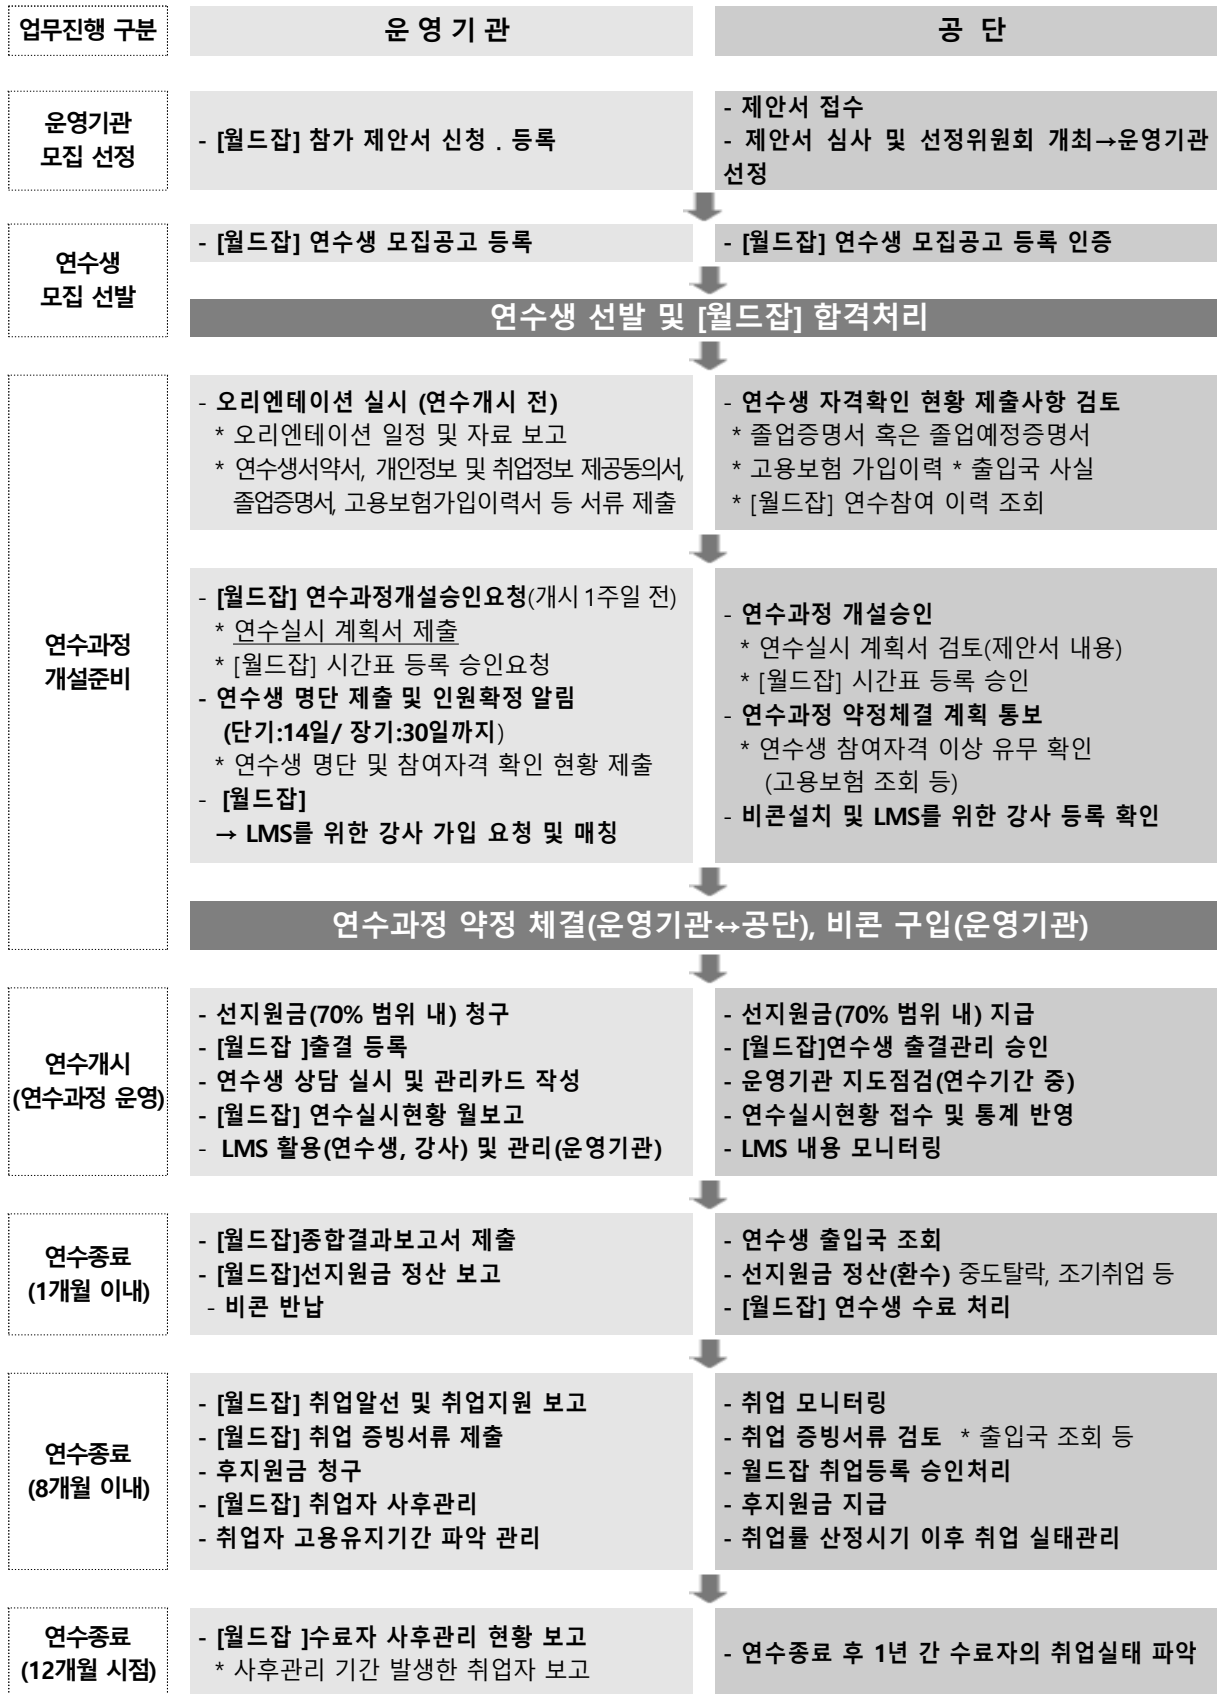 업무진행 구분
운 영 기 관
공 단
운영기관
모집 선정
- [월드잡] 참가 제안서 신청 . 등록
- 제안서 접수
- 제안서 심사 및 선정위원회 개최→운영기관
선정
연수생
모집 선발
- [월드잡] 연수생 모집공고 등록
- [월드잡] 연수생 모집공고 등록 인증
연수생 선발 및 [월드잡] 합격처리
연수과정
개설준비
- 오리엔테이션 실시 (연수개시 전)
* 오리엔테이션 일정 및 자료 보고
* 연수생서약서, 개인정보 및 취업정보 제공동의서,
졸업증명서, 고용보험가입이력서 등 서류 제출
- 연수생 자격확인 현황 제출사항 검토
* 졸업증명서 혹은 졸업예정증명서
* 고용보험 가입이력 * 출입국 사실
* [월드잡] 연수참여 이력 조회
- [월드잡] 연수과정개설승인요청(개시 1주일 전)
* 연수실시 계획서 제출
* [월드잡] 시간표 등록 승인요청
- 연수생 명단 제출 및 인원확정 알림
(단기:14일/ 장기:30일까지)
* 연수생 명단 및 참여자격 확인 현황 제출
- [월드잡]
→ LMS를 위한 강사 가입 요청 및 매칭
- 연수과정 개설승인
* 연수실시 계획서 검토(제안서 내용)
* [월드잡] 시간표 등록 승인
- 연수과정 약정체결 계획 통보
* 연수생 참여자격 이상 유무 확인
(고용보험 조회 등)
- 비콘설치 및 LMS를 위한 강사 등록 확인
연수과정 약정 체결(운영기관↔공단), 비콘 구입(운영기관)
연수개시
(연수과정 운영)
- 선지원금(70% 범위 내) 청구
- [월드잡 ]출결 등록
- 연수생 상담 실시 및 관리카드 작성
- [월드잡] 연수실시현황 월보고
- LMS 활용(연수생, 강사) 및 관리(운영기관)
- 선지원금(70% 범위 내) 지급
- [월드잡]연수생 출결관리 승인
- 운영기관 지도점검(연수기간 중)
- 연수실시현황 접수 및 통계 반영
- LMS 내용 모니터링
연수종료
(1개월 이내)
- [월드잡]종합결과보고서 제출
- [월드잡]선지원금 정산 보고
- 비콘 반납
- 연수생 출입국 조회
- 선지원금 정산(환수) 중도탈락, 조기취업 등
- [월드잡] 연수생 수료 처리
연수종료
(8개월 이내)
- [월드잡] 취업알선 및 취업지원 보고
- [월드잡] 취업 증빙서류 제출
- 후지원금 청구
- [월드잡] 취업자 사후관리
- 취업자 고용유지기간 파악 관리
- 취업 모니터링
- 취업 증빙서류 검토 * 출입국 조회 등
- 월드잡 취업등록 승인처리
- 후지원금 지급
- 취업률 산정시기 이후 취업 실태관리
연수종료
(12개월 시점)
- [월드잡 ]수료자 사후관리 현황 보고
* 사후관리 기간 발생한 취업자 보고
- 연수종료 후 1년 간 수료자의 취업실태 파악